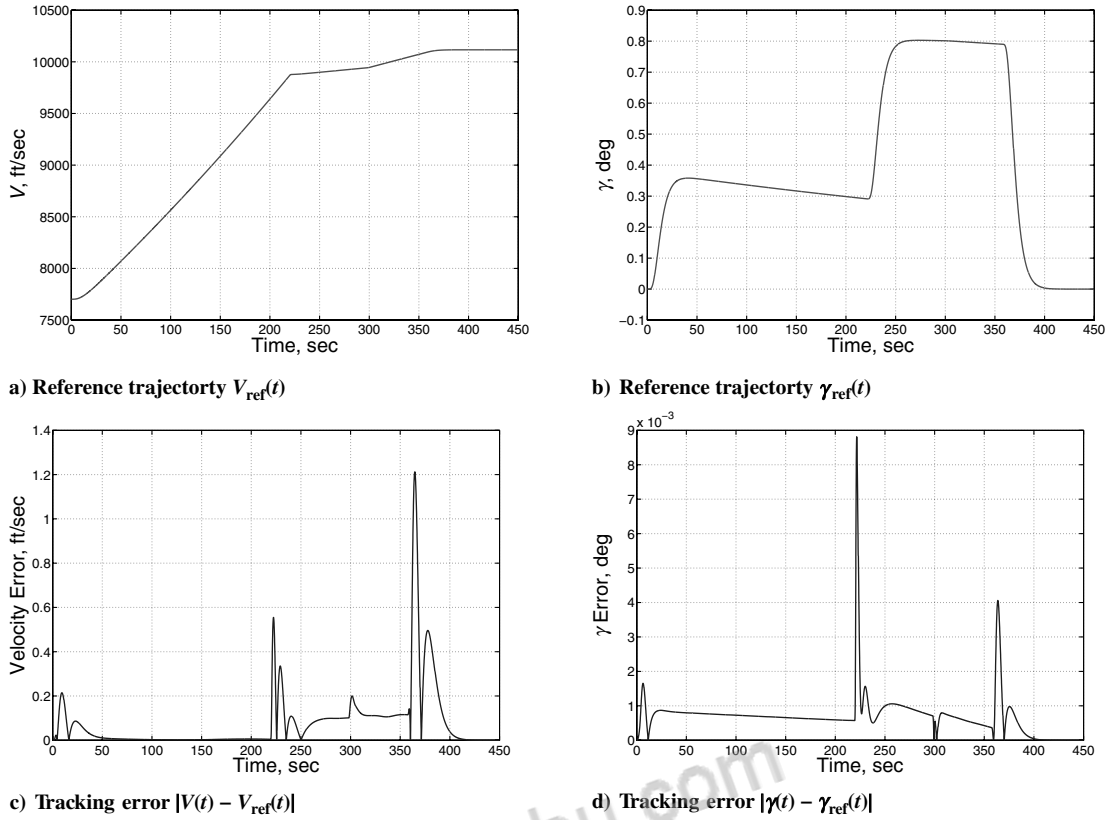 10500
10000
9500
9000
8500
8000
7500
V, ft/sec
0 50 100 150 200 250 300 350 400 450
Time, sec
a) Reference trajectorty Vref(t)
0.9
0.8
0.7
0.6
0.5
0.4
0.3
0.2
0.1
0
−0.1
γ, deg
0 50 100 150 200 250 300 350 400 450
Time, sec
b) Reference trajectorty γref(t)
1.4
1.2
1
0.8
0.6
0.4
0.2
0
Velocity Error, ft/sec
0 50 100 150 200 250 300 350 400 450
Time, sec
c) Tracking error |V(t) − Vref(t)|
x 10−3
9
8
7
6
5
4
3
2
1
0
γ Error, deg
0 50 100 150 200 250 300 350 400 450
Time, sec
d) Tracking error |γ(t) − γref(t)|